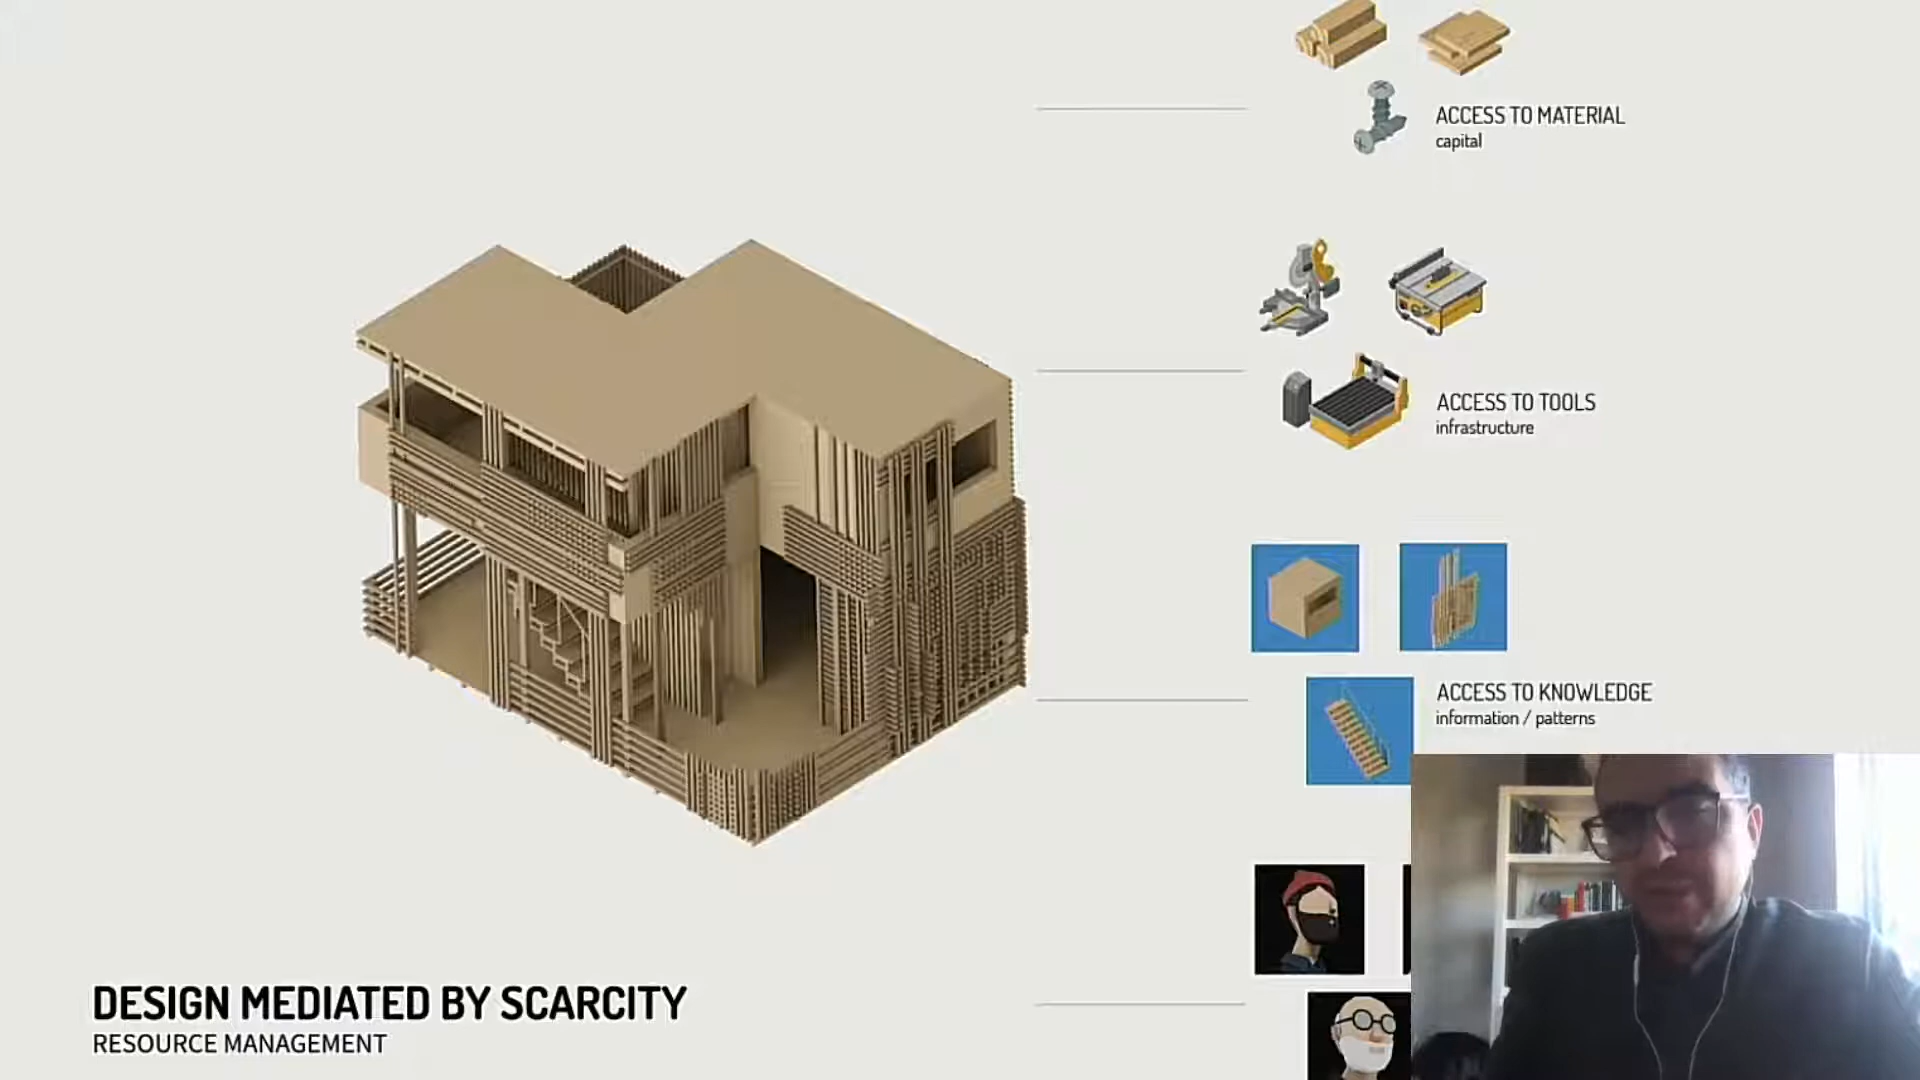 ACCESS TO MATERIAL
capital
ACCESS TO TOOLS
infrastructure
ACCESS TO KNOWLEDGE
information / patterns
DESIGN MEDIATED BY SCARCITY
RESOURCE MANAGEMENT